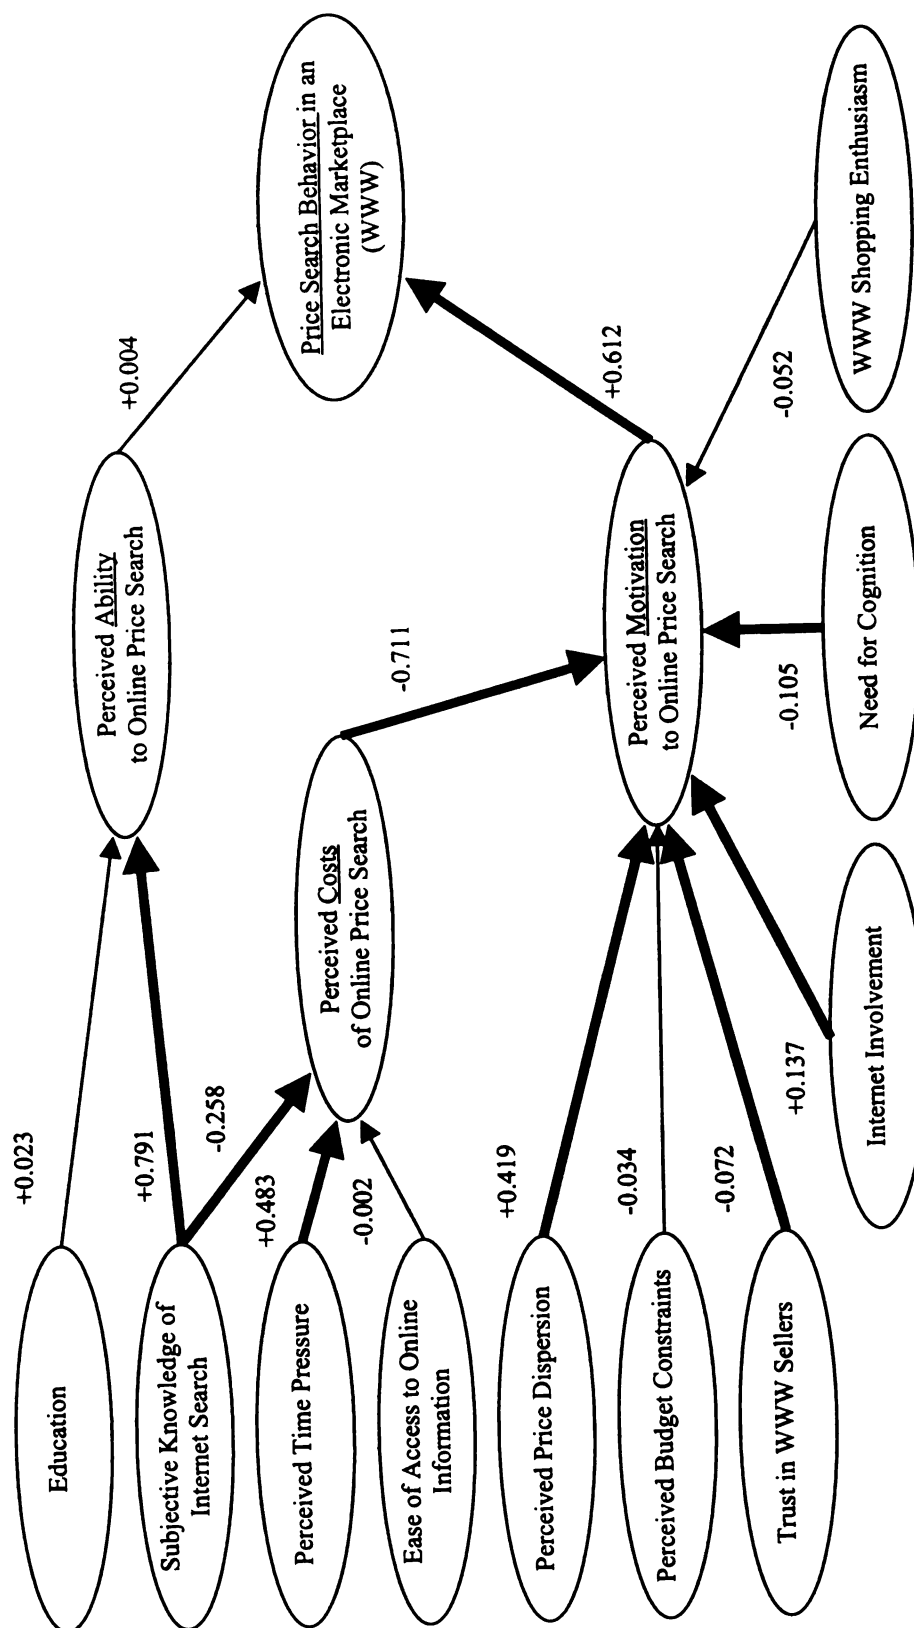 Education
Subjective Knowledge of
Internet Search
Perceived Time Pressure
Ease of Access to Online
Information
Perceived Price Dispersion
Perceived Budget Constraints
Trust in WWW Sellers
+0.023
+0.791
-0.258
+0.483
-0.002
+0.419
-0.034
-0.072
+0.137
Internet Involvement
Perceived Costs
of Online Price Search
Perceived Ability
to Online Price Search
-0.711
Perceived Motivation
to Online Price Search
-0.105
Need for Cognition
+0.004
+0.612
-0.052
Price Search Behavior in an
Electronic Marketplace
(WWW)
WWW Shopping Enthusiasm